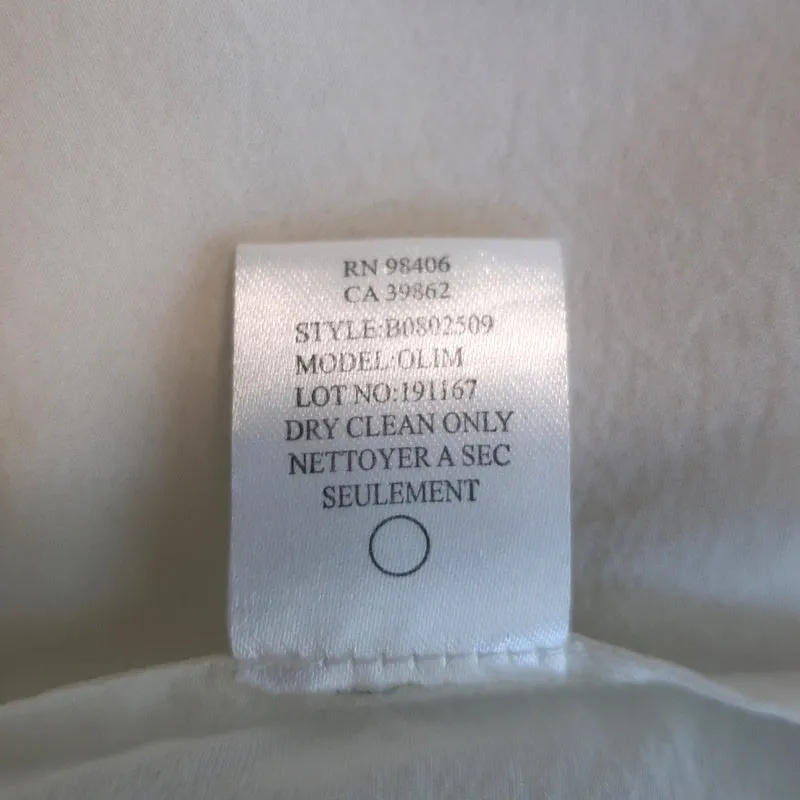 RN 98406
CA 39862
STYLE:B0802509
MODEL:OLIM
LOT NO:191167
DRY CLEAN ONLY
NETTOYER A SEC
SEULEMENT